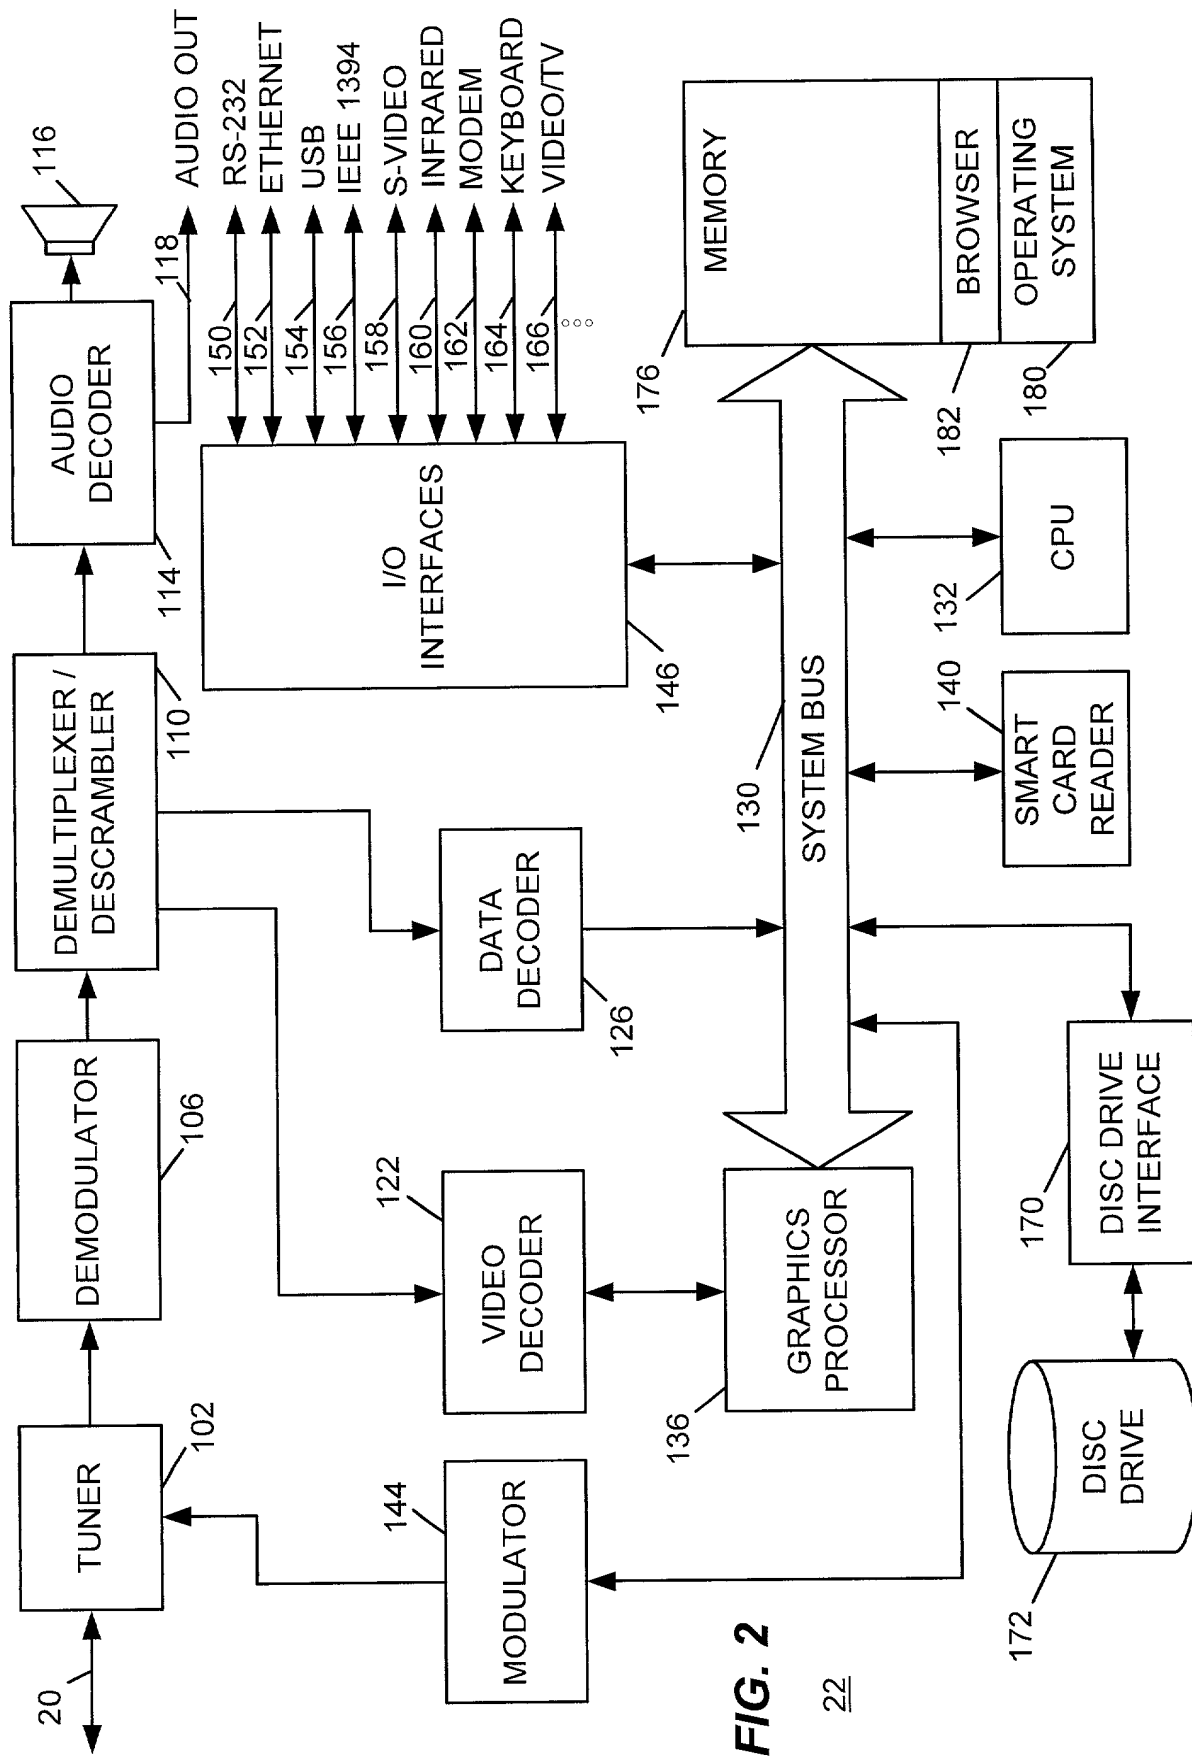 20
TUNER
102
DEMODULATOR
106
DEMULTIPLEXER /
DESCRAMBLER
110
AUDIO
DECODER
114
116
118
AUDIO OUT
150
RS-232
152
ETHERNET
154
USB
156
IEEE 1394
158
S-VIDEO
160
INFRARED
162
MODEM
164
KEYBOARD
166
VIDEO/TV
I/O
INTERFACES
146
144
MODULATOR
122
VIDEO
DECODER
DATA
DECODER
126
136
GRAPHICS
PROCESSOR
130
SYSTEM BUS
176
MEMORY
BROWSER
182
OPERATING
SYSTEM
180
172
DISC
DRIVE
170
DISC DRIVE
INTERFACE
140
SMART
CARD
READER
132
CPU
FIG. 2
22